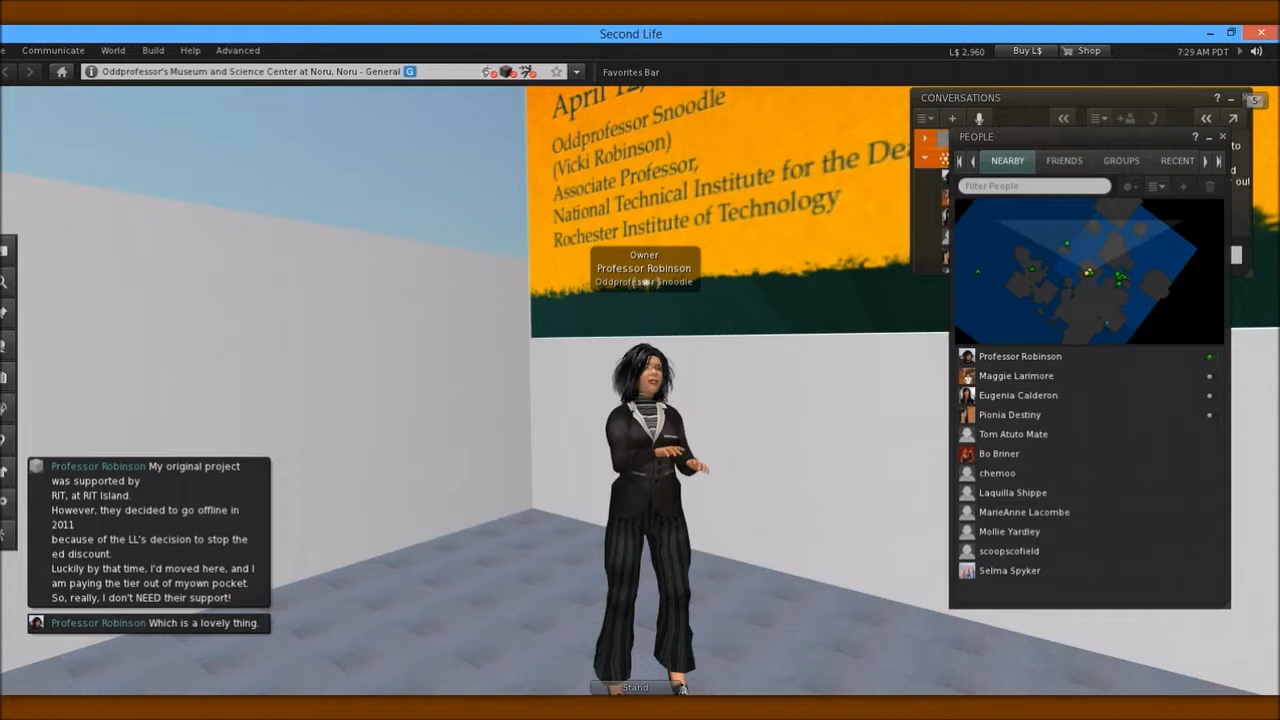 Second Life
Communicate World Build Help Advanced
L$ 2,960 Buy L$ Shop 7:29 AM PDT
Oddprofessor's Museum and Science Center at Noru, Noru - General G
Favorites Bar
April 12,
Oddprofessor Snoodle
(Vicki Robinson)
Associate Professor,
National Technical Institute for the Dea
Rochester Institute of Technology
Owner
Professor Robinson
Oddprofessor Snoodle
CONVERSATIONS
PEOPLE
NEARBY FRIENDS GROUPS RECENT
Filter People
to
out
Professor Robinson
Maggie Larimore
Eugenia Calderon
Pionia Destiny
Tom Atuto Mate
Bo Briner
chemoo
Laquilla Shippe
MarieAnne Lacombe
Mollie Yardley
scoopscofield
Selma Spyker
Professor Robinson My original project
was supported by
RIT, at RIT Island.
However, they decided to go offline in
2011
because of the LL's decision to stop the
ed discount.
Luckily by that time, I'd moved here, and I
am paying the tier out of myown pocket.
So, really, I don't NEED their support!
Professor Robinson Which is a lovely thing.
Stand